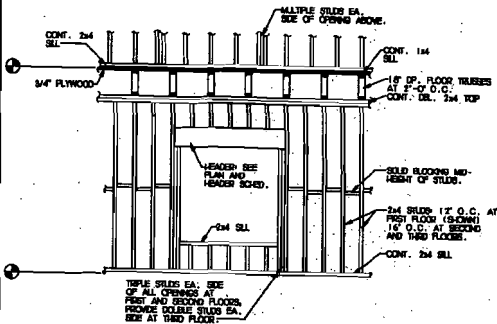 MULTIPLE STUDS EA.
SIDE OF OPENING ABOVE.
CONT. 2x4
SILL
CONT. 1x4
SILL
3/4" PLYWOOD
18" DP. FLOOR TRUSSES
AT 2'-0" O.C.
CONT. DBL. 2x4 TOP
HEADER: SEE
PLAN AND
HEADER SCHED.
SOLID BLOCKING MID-
HEIGHT OF STUDS.
2x4 SILL
2x4 STUDS: 12" O.C. AT
FIRST FLOOR (SHOWN)
16" O.C. AT SECOND
AND THIRD FLOORS.
CONT. 2x4 SILL
TRIPLE STUDS EA. SIDE
OF ALL OPENINGS AT
FIRST AND SECOND FLOORS,
PROVIDE DOUBLE STUDS EA.
SIDE AT THIRD FLOOR.